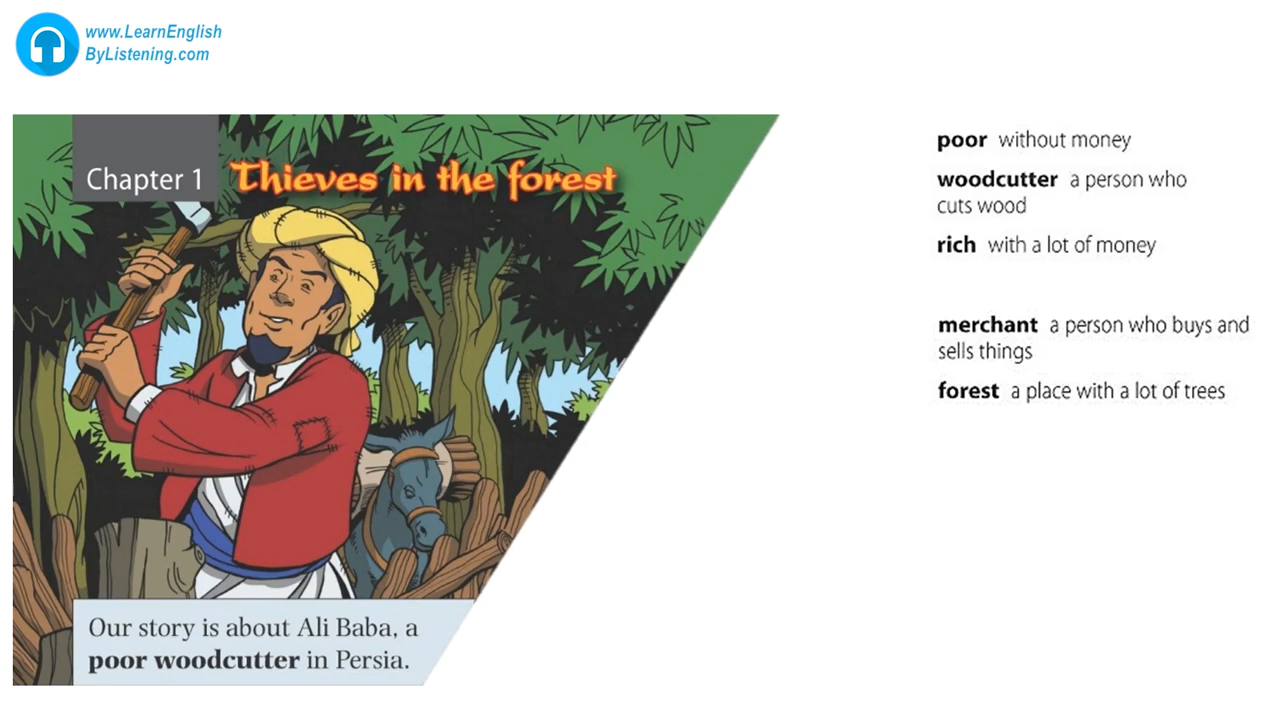 www.LearnEnglish
ByListening.com
Chapter 1
Thieves in the forest
Our story is about Ali Baba, a
poor woodcutter in Persia.
poor without money
woodcutter a person who
cuts wood
rich with a lot of money
merchant a person who buys and
sells things
forest a place with a lot of trees